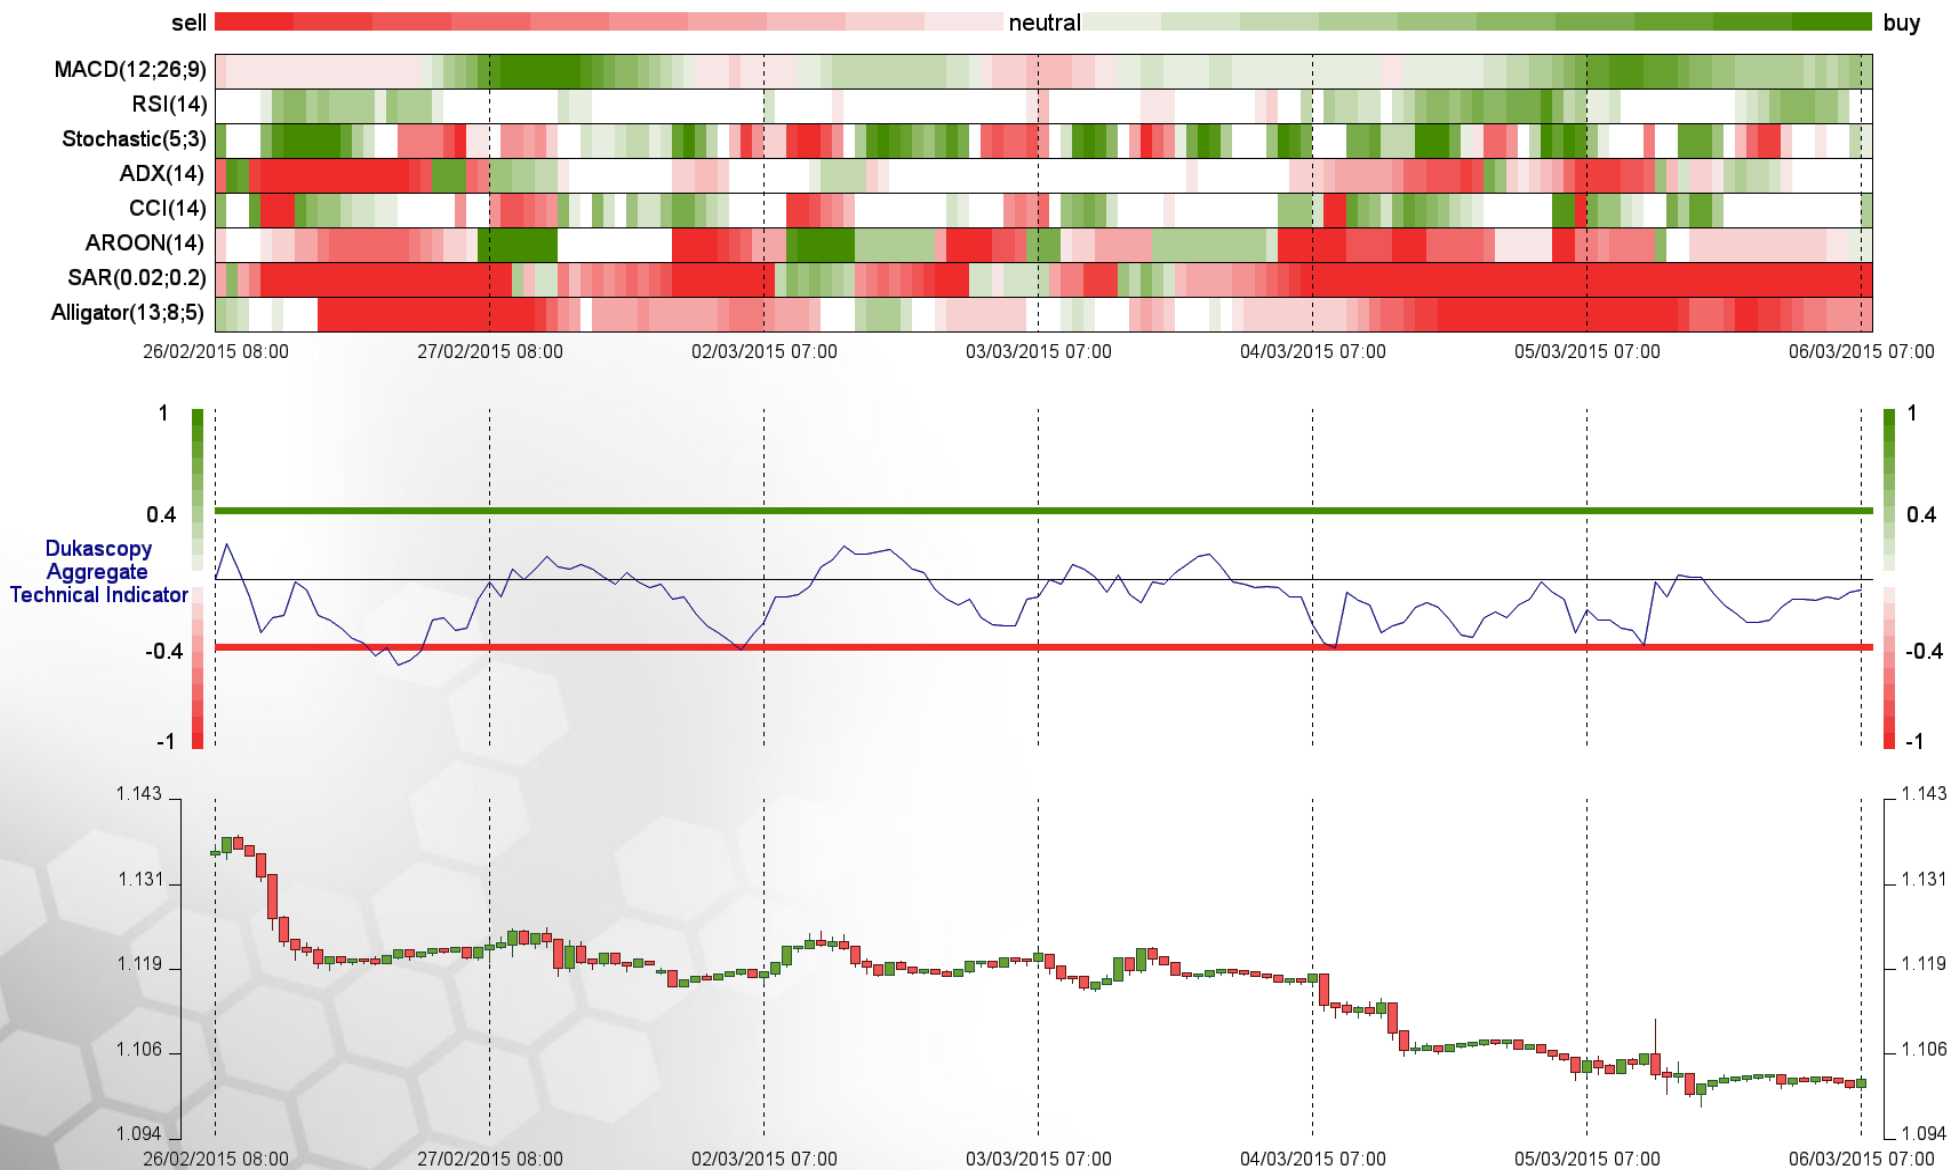 sell neutral buy
MACD(12;26;9)
RSI(14)
Stochastic(5;3)
ADX(14)
CCI(14)
AROON(14)
SAR(0.02;0.2)
Alligator(13;8;5)
26/02/2015 08:00 27/02/2015 08:00 02/03/2015 07:00 03/03/2015 07:00 04/03/2015 07:00 05/03/2015 07:00 06/03/2015 07:00
1 1
0.4 0.4
Dukascopy
Aggregate
Technical Indicator
-0.4 -0.4
-1 -1
1.143 1.143
1.131 1.131
1.119 1.119
1.106 1.106
1.094 1.094
26/02/2015 08:00 27/02/2015 08:00 02/03/2015 07:00 03/03/2015 07:00 04/03/2015 07:00 05/03/2015 07:00 06/03/2015 07:00